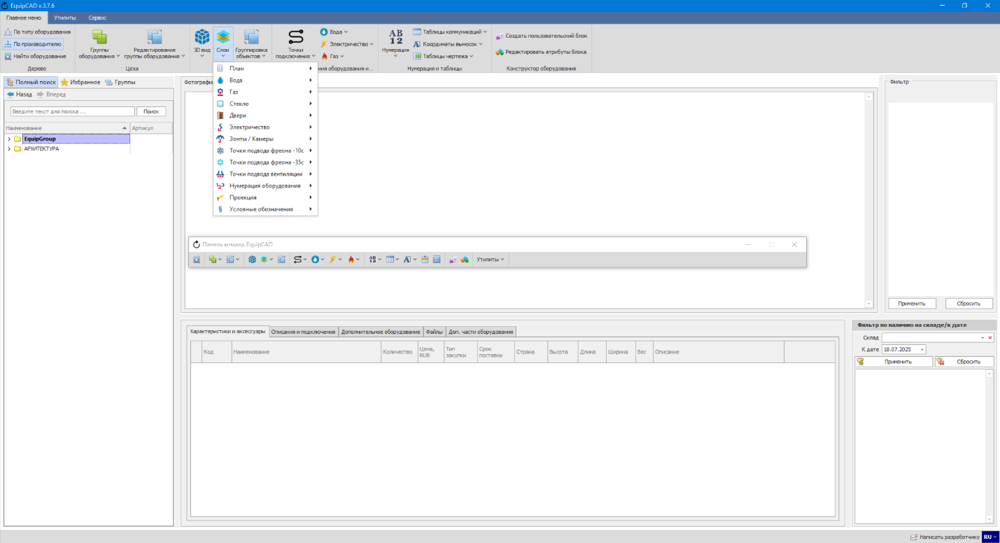 EquipCAD v.3.7.6
Главное меню Утилиты Сервис
По типу оборудования
По производителю
Найти оборудование
Дерево
Группы оборудования
Редактирование группы оборудования
Цеха
3D вид
Слои
Группировка объектов
Точки подключения
Вода
Электричество
Газ
ния оборудования и...
AB
12
Нумерация
Таблицы коммуникаций
Координаты выносок
Таблицы чертежа
Нумерация и таблицы
Создать пользовательский блок
Редактировать атрибуты блока
Конструктор оборудования
План
Вода
Газ
Стекло
Двери
Электричество
Зонты / Камеры
Точки подвода фреона -10с
Точки подвода фреона -35с
Точки подвода вентиляции
Нумерация оборудования
Проекция
Условные обозначения
Полный поиск Избранное Группы
Назад Вперед
Введите текст для поиска ... Поиск
Наименование Артикул
EquipGroup
АРХИТЕКТУРА
Фотографи
Панель команд EquipCAD
Утилиты
Фильтр
Применить Сбросить
Характеристики и аксессуары Описания и подключения Дополнительное оборудование Файлы Доп. части оборудования
Код Наименование Количество Цена, RUB Тип закупки Срок поставки Страна Высота Длина Ширина Вес Описание
Фильтр по наличию на складе/к дате
Склад
К дате 18.07.2025
Применить Сбросить
Написать разработчику RU